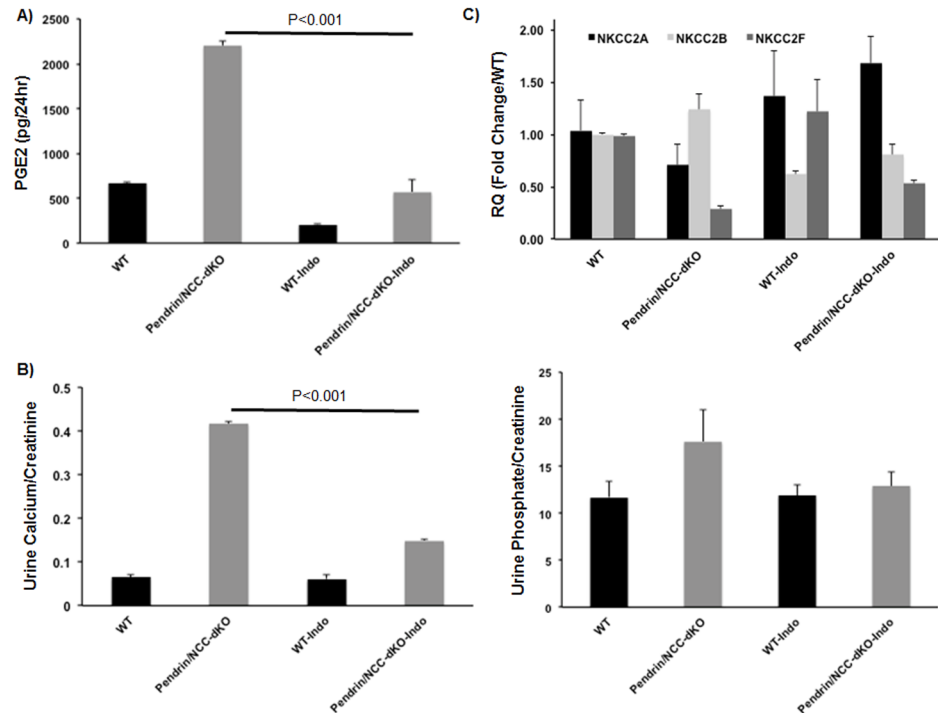 A)
P<0.001
PGE2 (pg/24hr)
2500
2000
1500
1000
500
0
WT
Pendrin/NCC-dKO
WT-Indo
Pendrin/NCC-dKO-Indo
C)
NKCC2A NKCC2B NKCC2F
RQ (Fold Change/WT)
2.00
1.50
1.00
0.50
0.00
WT
Pendrin/NCC-dKO
WT-Indo
Pendrin/NCC-dKO-Indo
B)
P<0.001
Urine Calcium/Creatinine
0.5
0.4
0.3
0.2
0.1
0
WT
Pendrin/NCC-dKO
WT-Indo
Pendrin/NCC-dKO-Indo
Urine Phosphate/Creatinine
25
20
15
10
5
0
WT
Pendrin/NCC-dKO
WT-Indo
Pendrin/NCC-dKO-Indo